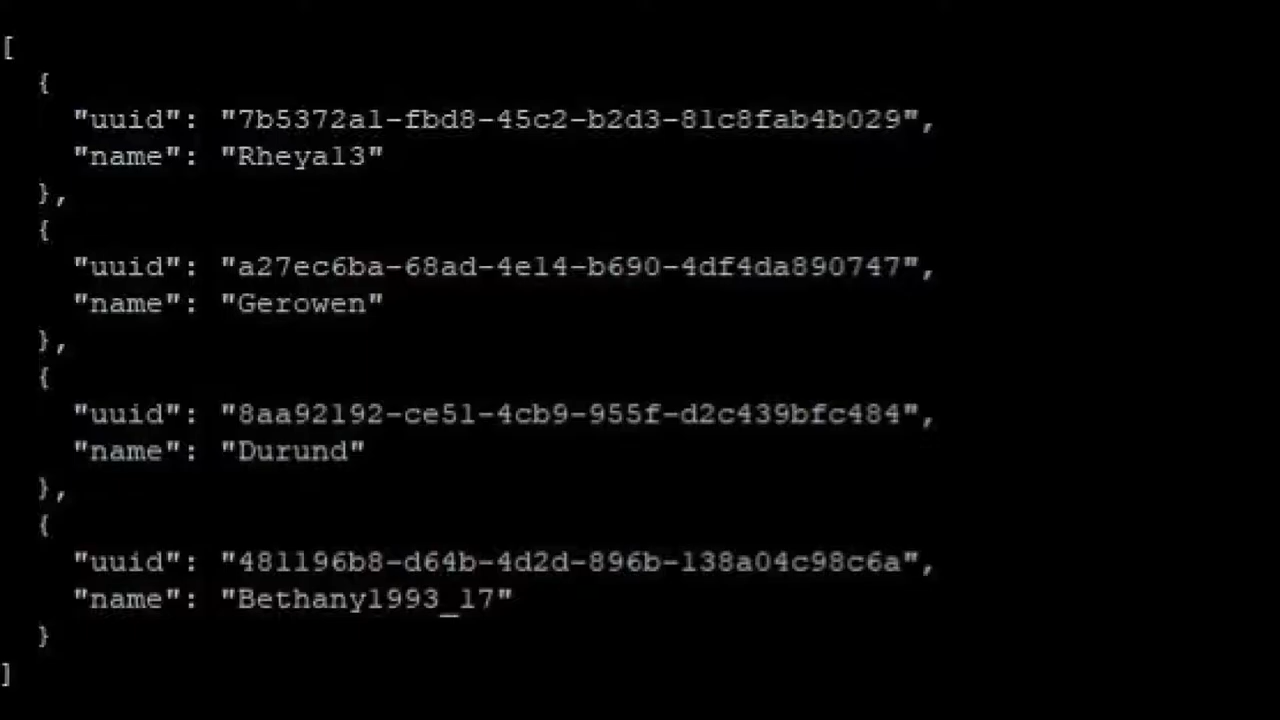 [
  {
    "uuid": "7b5372a1-fbd8-45c2-b2d3-81c8fab4b029",
    "name": "Rheya13"
  },
  {
    "uuid": "a27ec6ba-68ad-4e14-b690-4df4da890747",
    "name": "Gerowen"
  },
  {
    "uuid": "8aa92192-ce51-4cb9-955f-d2c439bfc484",
    "name": "Durund"
  },
  {
    "uuid": "481196b8-d64b-4d2d-896b-138a04c98c6a",
    "name": "Bethany1993_17"
  }
]